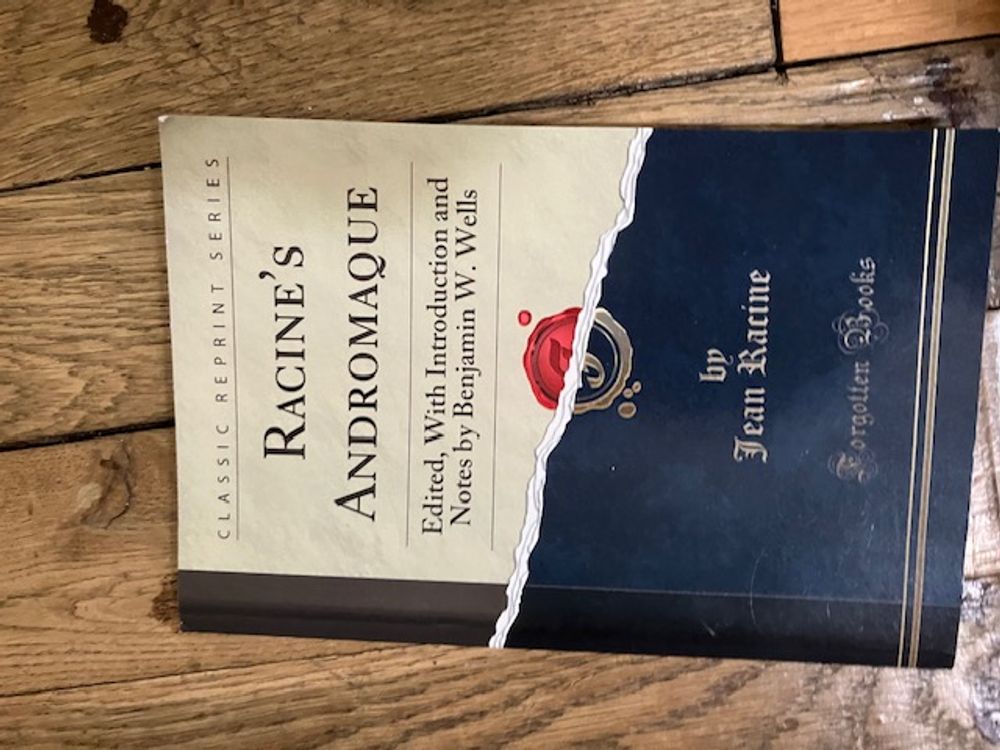 CLASSIC REPRINT SERIES
RACINE'S
ANDROMAQUE
Edited, With Introduction and
Notes by Benjamin W. Wells
by
Jean Racine
Forgotten Books